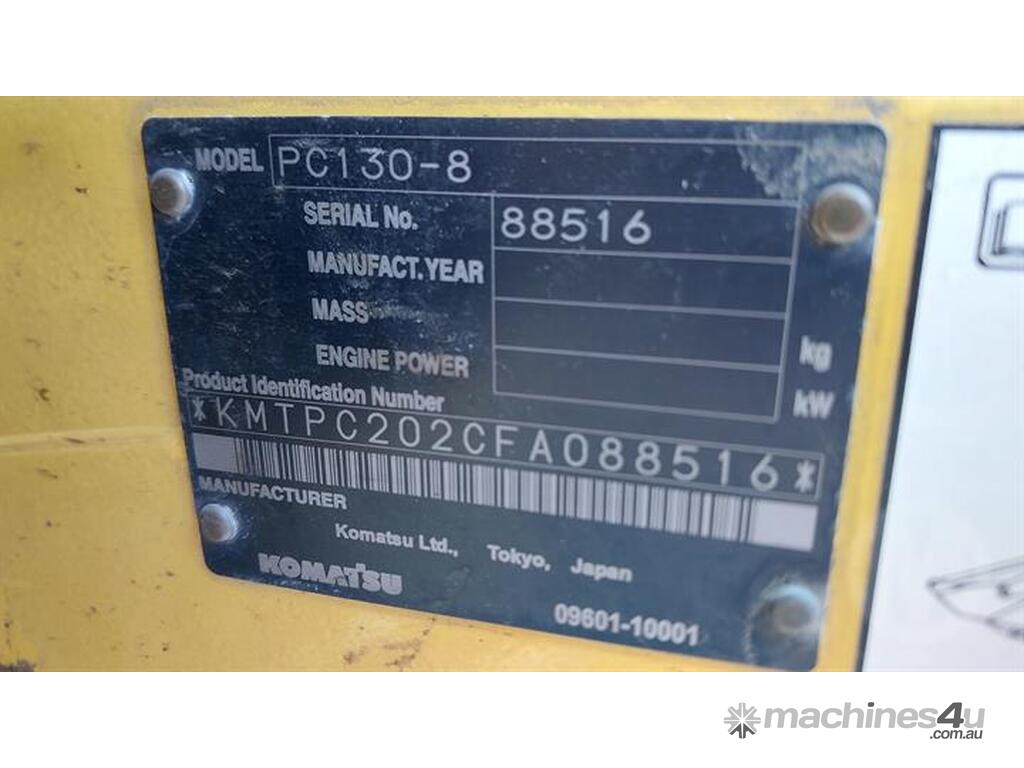 MODEL PC130-8
SERIAL No. 88516
MANUFACT.YEAR
MASS kg
ENGINE POWER kW
Product Identification Number
*KMTPC202CFA088516*
MANUFACTURER
Komatsu Ltd., Tokyo, Japan
KOMATSU
09601-10001
machines4u
.com.au